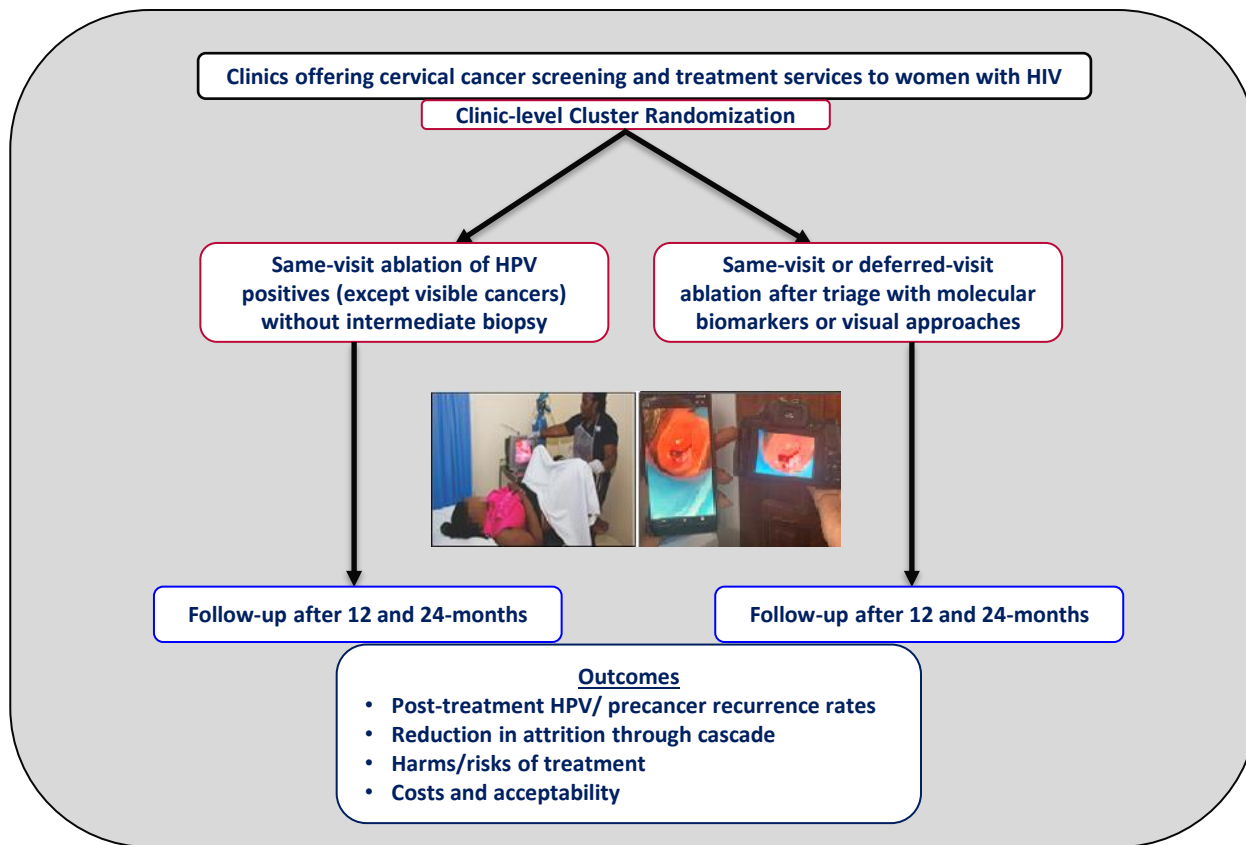 Clinics offering cervical cancer screening and treatment services to women with HIV
Clinic-level Cluster Randomization
Same-visit ablation of HPV
positives (except visible cancers)
without intermediate biopsy
Same-visit or deferred-visit
ablation after triage with molecular
biomarkers or visual approaches
Follow-up after 12 and 24-months
Follow-up after 12 and 24-months
Outcomes
• Post-treatment HPV/ precancer recurrence rates
• Reduction in attrition through cascade
• Harms/risks of treatment
• Costs and acceptability